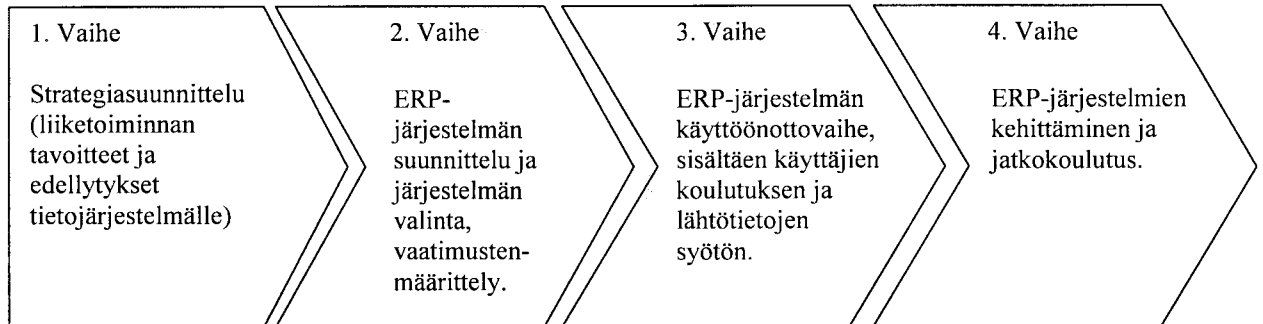 1. Vaihe
Strategiasuunnittelu
(liiketoiminnan
tavoitteet ja
edellytykset
tietojärjestelmälle)
2. Vaihe
ERP-
järjestelmän
suunnittelu ja
järjestelmän
valinta,
vaatimusten-
määrittely.
3. Vaihe
ERP-järjestelmän
käyttöönottovaihe,
sisältäen käyttäjien
koulutuksen ja
lähtötietojen
syötön.
4. Vaihe
ERP-järjestelmien
kehittäminen ja
jatkokoulutus.